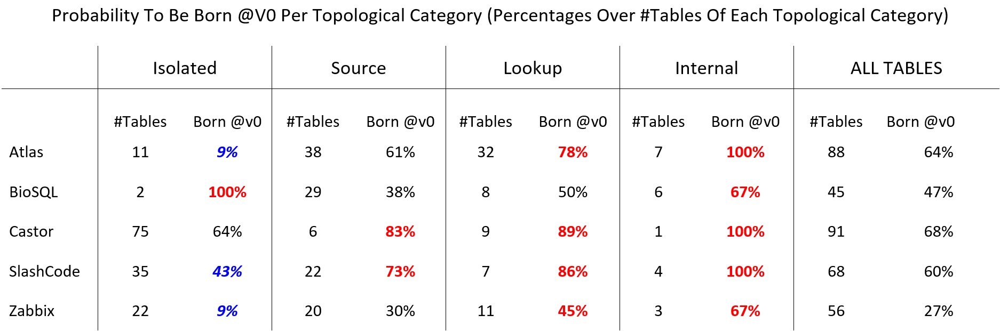 Probability To Be Born @V0 Per Topological Category (Percentages Over #Tables Of Each Topological Category)
Isolated Source Lookup Internal ALL TABLES
#Tables Born @v0 #Tables Born @v0 #Tables Born @v0 #Tables Born @v0 #Tables Born @v0
Atlas 11 9% 38 61% 32 78% 7 100% 88 64%
BioSQL 2 100% 29 38% 8 50% 6 67% 45 47%
Castor 75 64% 6 83% 9 89% 1 100% 91 68%
SlashCode 35 43% 22 73% 7 86% 4 100% 68 60%
Zabbix 22 9% 20 30% 11 45% 3 67% 56 27%